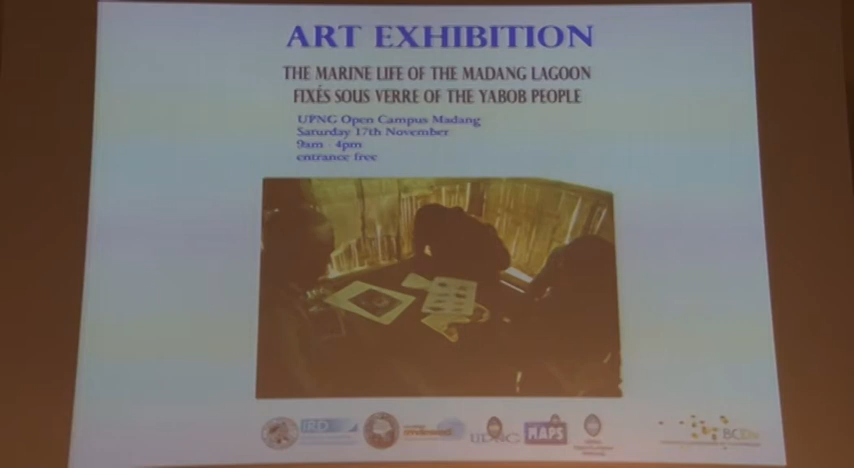 ART EXHIBITION
THE MARINE LIFE OF THE MADANG LAGOON
FIXÉS SOUS VERRE OF THE YABOB PEOPLE
UPNG Open Campus Madang
Saturday 17th November
9am - 4pm
entrance free
IRD
UPNG
MAPS